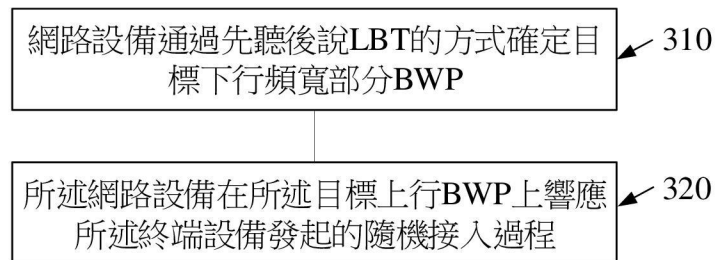 網路設備通過先聽後說LBT的方式確定目
標下行頻寬部分BWP
310
所述網路設備在所述目標上行BWP上響應
所述終端設備發起的隨機接入過程
320